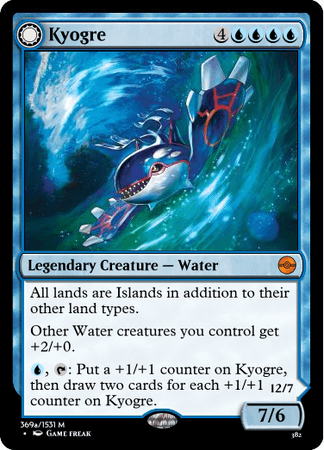 Kyogre 4
Legendary Creature — Water
All lands are Islands in addition to their
other land types.
Other Water creatures you control get
+2/+0.
, : Put a +1/+1 counter on Kyogre,
then draw two cards for each +1/+1
counter on Kyogre.
12/7
7/6
369a/1531 M
• GAME FREAK
382